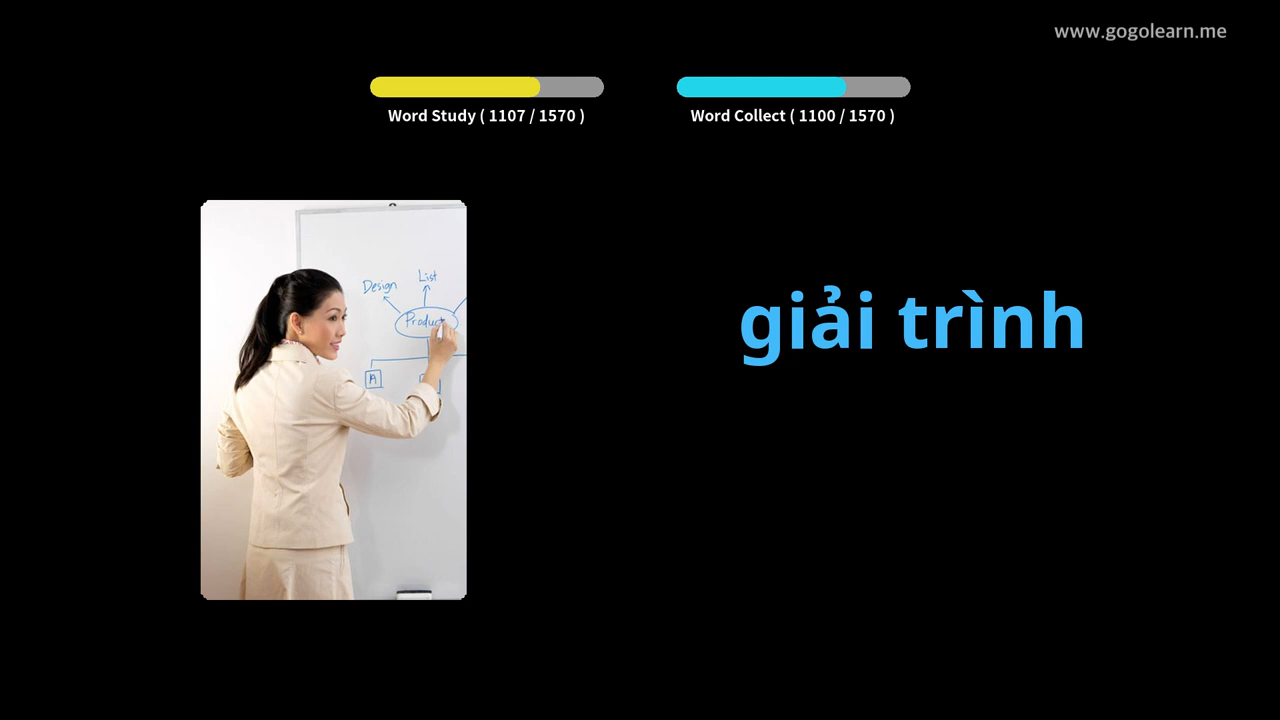 www.gogolearn.me
Word Study ( 1107 / 1570 )
Word Collect ( 1100 / 1570 )
giải trình
List
Design
Product
A